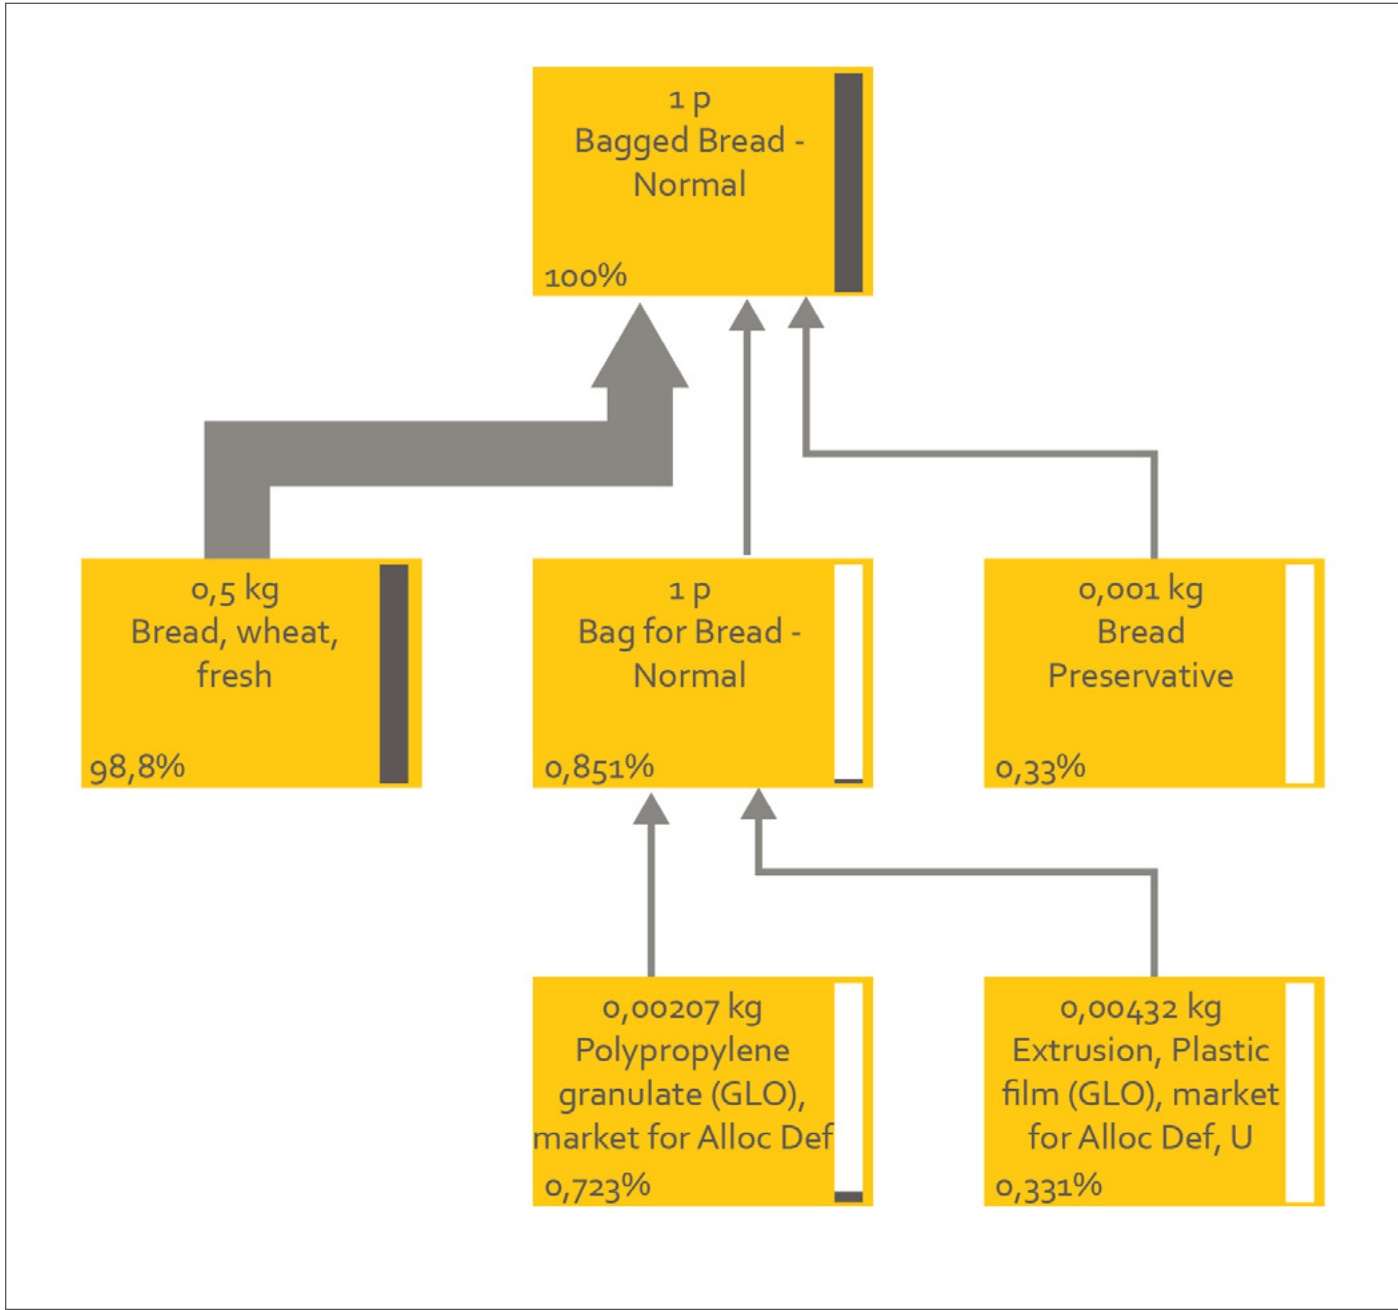 1 p
Bagged Bread -
Normal
100%
0,5 kg
Bread, wheat,
fresh
98,8%
1 p
Bag for Bread -
Normal
0,851%
0,001 kg
Bread
Preservative
0,33%
0,00207 kg
Polypropylene
granulate (GLO),
market for Alloc Def
0,723%
0,00432 kg
Extrusion, Plastic
film (GLO), market
for Alloc Def, U
0,331%